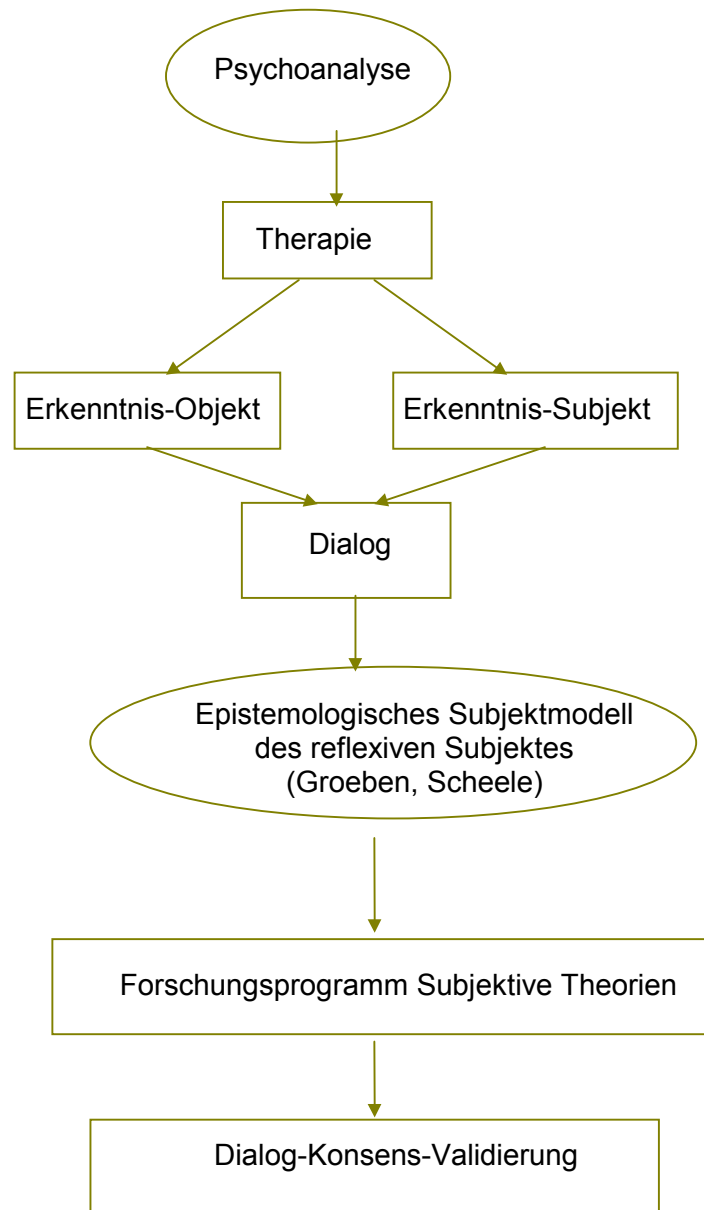 Psychoanalyse
Therapie
Erkenntnis-Objekt
Erkenntnis-Subjekt
Dialog
Epistemologisches Subjektmodell
des reflexiven Subjektes
(Groeben, Scheele)
Forschungsprogramm Subjektive Theorien
Dialog-Konsens-Validierung